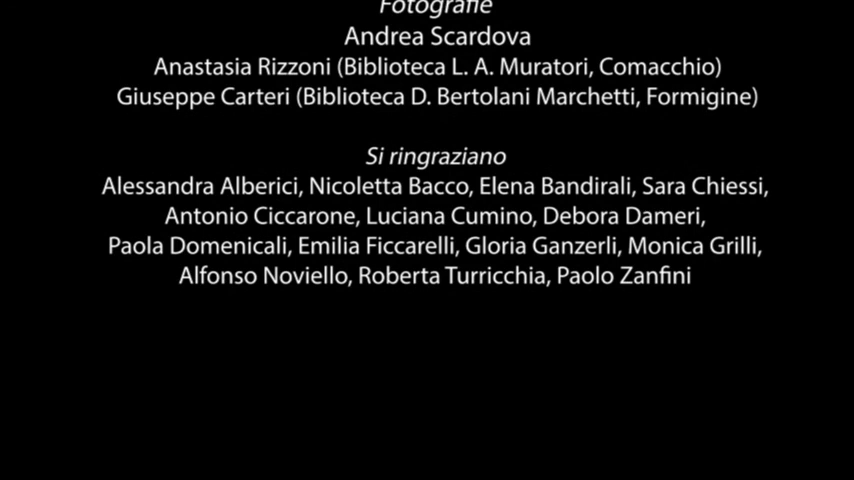 Fotografie
Andrea Scardova
Anastasia Rizzoni (Biblioteca L. A. Muratori, Comacchio)
Giuseppe Carteri (Biblioteca D. Bertolani Marchetti, Formigine)
Si ringraziano
Alessandra Alberici, Nicoletta Bacco, Elena Bandirali, Sara Chiessi,
Antonio Ciccarone, Luciana Cumino, Debora Dameri,
Paola Domenicali, Emilia Ficcarelli, Gloria Ganzerli, Monica Grilli,
Alfonso Noviello, Roberta Turricchia, Paolo Zanfini